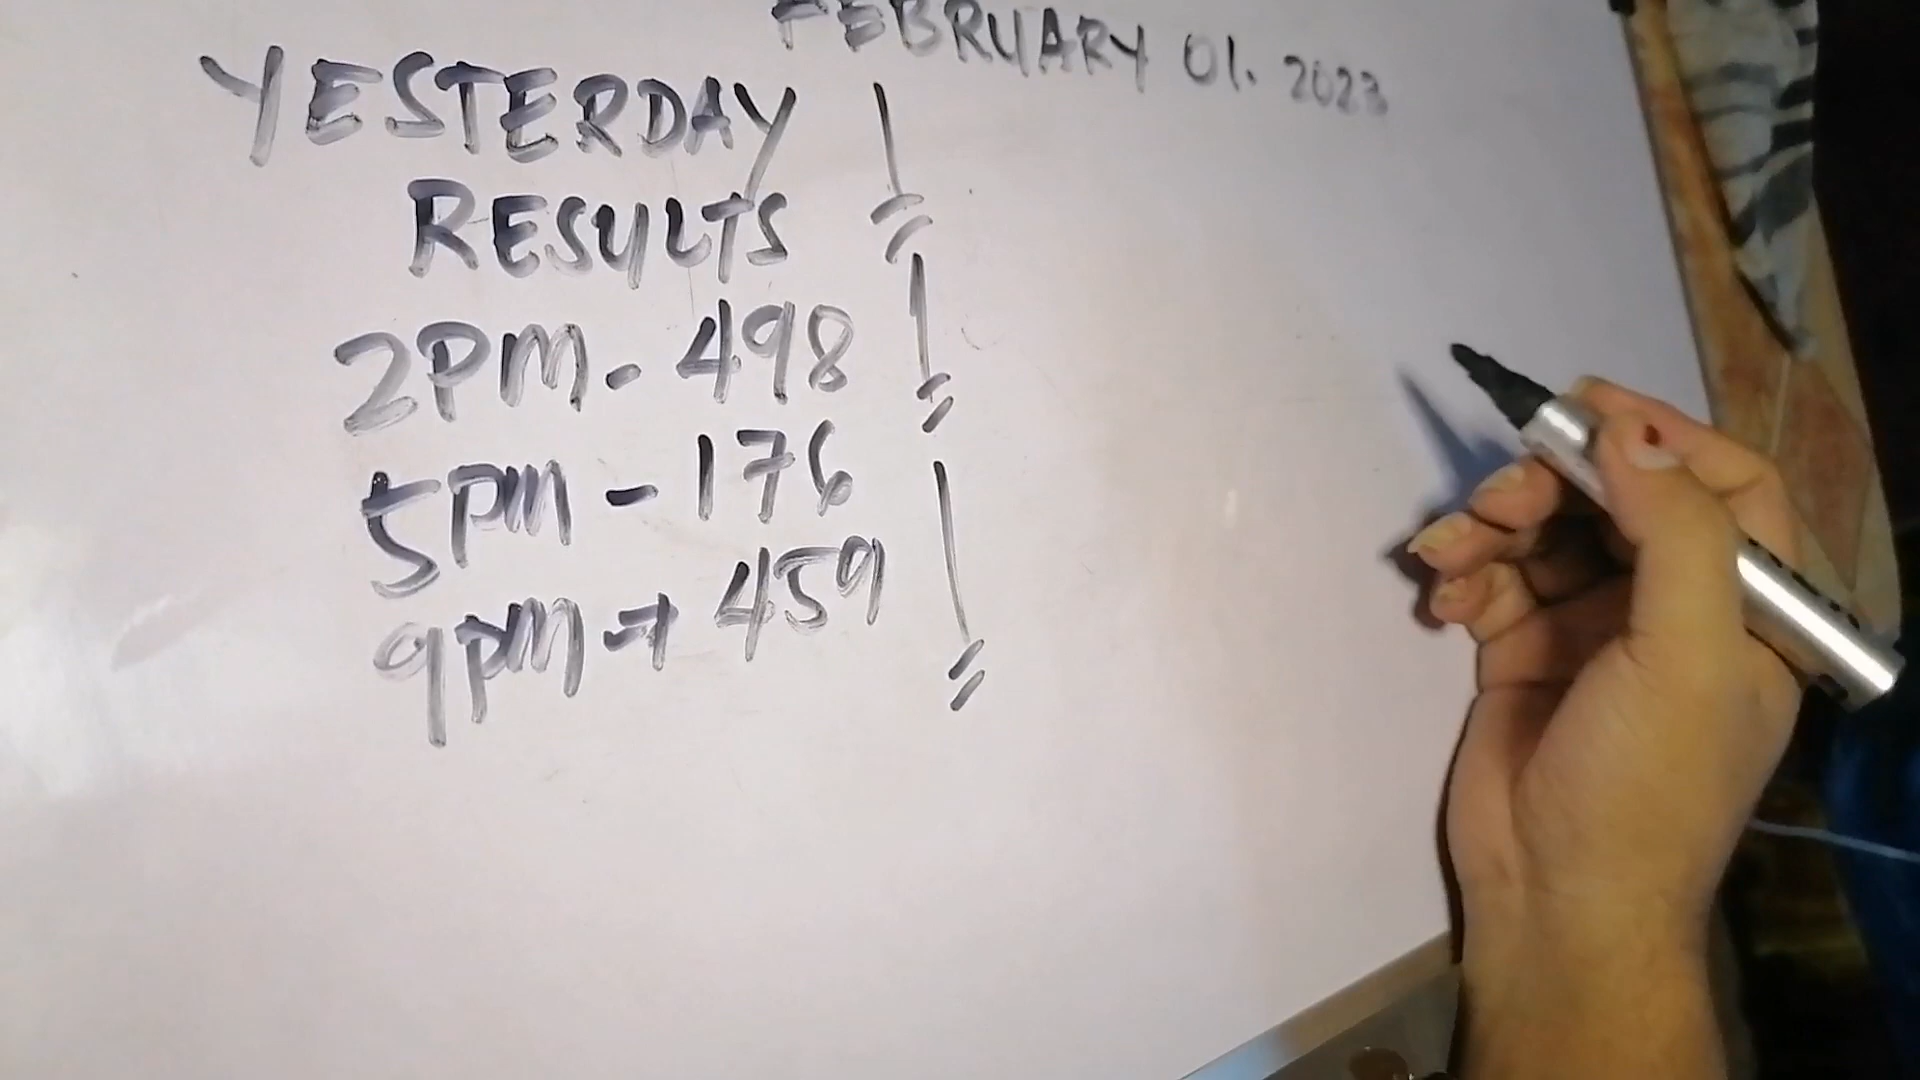 FEBRUARY 01. 2023
YESTERDAY
RESULTS
2PM - 498
5PM - 176
9PM → 459